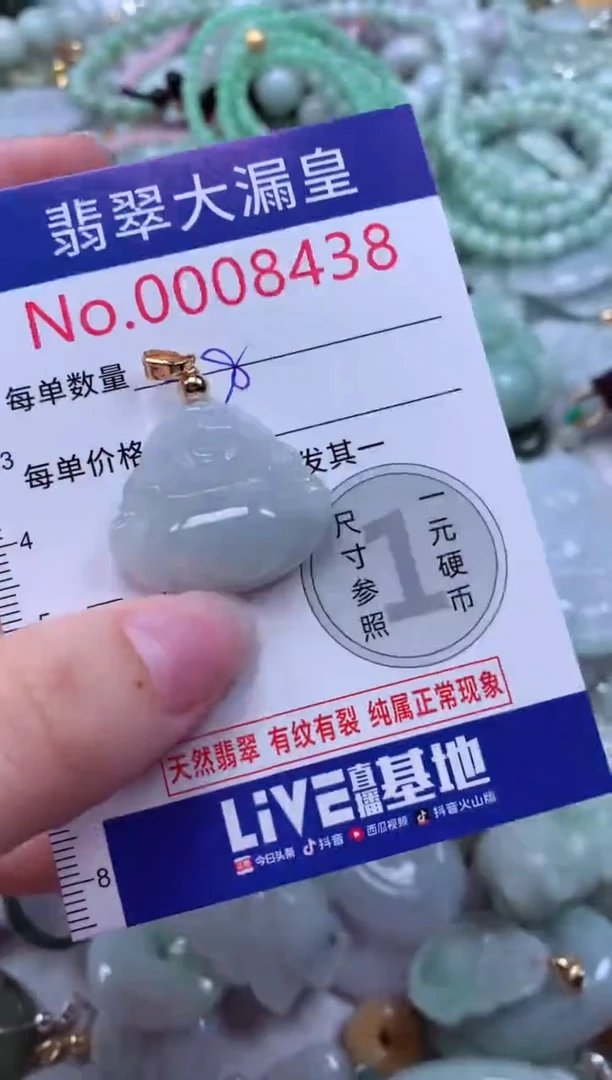 翡翠大漏皇
No.0008438
每单数量
3
每单价格
发其一
4
尺寸参照
1
一元硬币
天然翡翠 有纹有裂 纯属正常现象
LiVE直播基地
今日头条 抖音 西瓜视频 抖音火山版
8